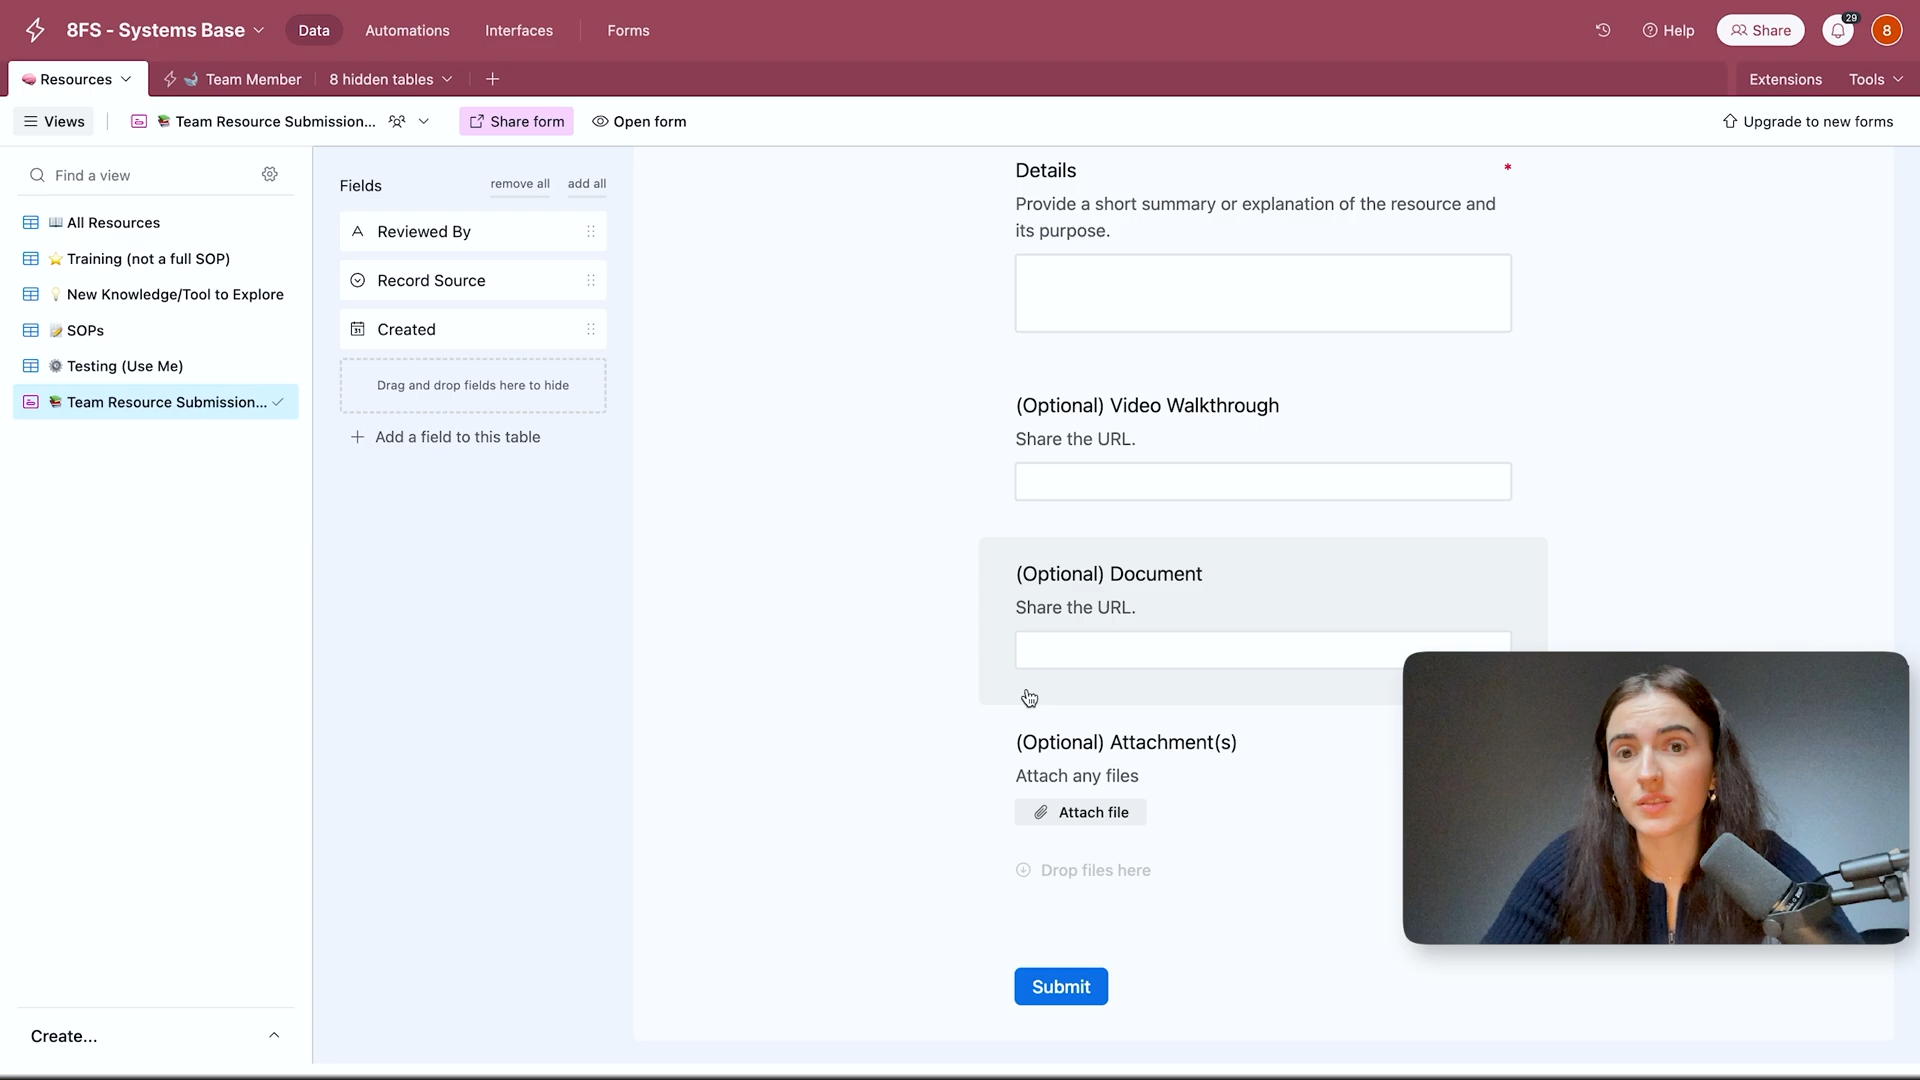 8FS - Systems Base
Data
Automations
Interfaces
Forms
Help
Share
29
8
Resources
Team Member
8 hidden tables
Extensions
Tools
Views
Team Resource Submission...
Share form
Open form
Upgrade to new forms
Find a view
All Resources
Training (not a full SOP)
New Knowledge/Tool to Explore
SOPs
Testing (Use Me)
Team Resource Submission...
Create...
Fields
remove all
add all
A Reviewed By
Record Source
31 Created
Drag and drop fields here to hide
Add a field to this table
Details *
Provide a short summary or explanation of the resource and
its purpose.
(Optional) Video Walkthrough
Share the URL.
(Optional) Document
Share the URL.
(Optional) Attachment(s)
Attach any files
Attach file
Drop files here
Submit